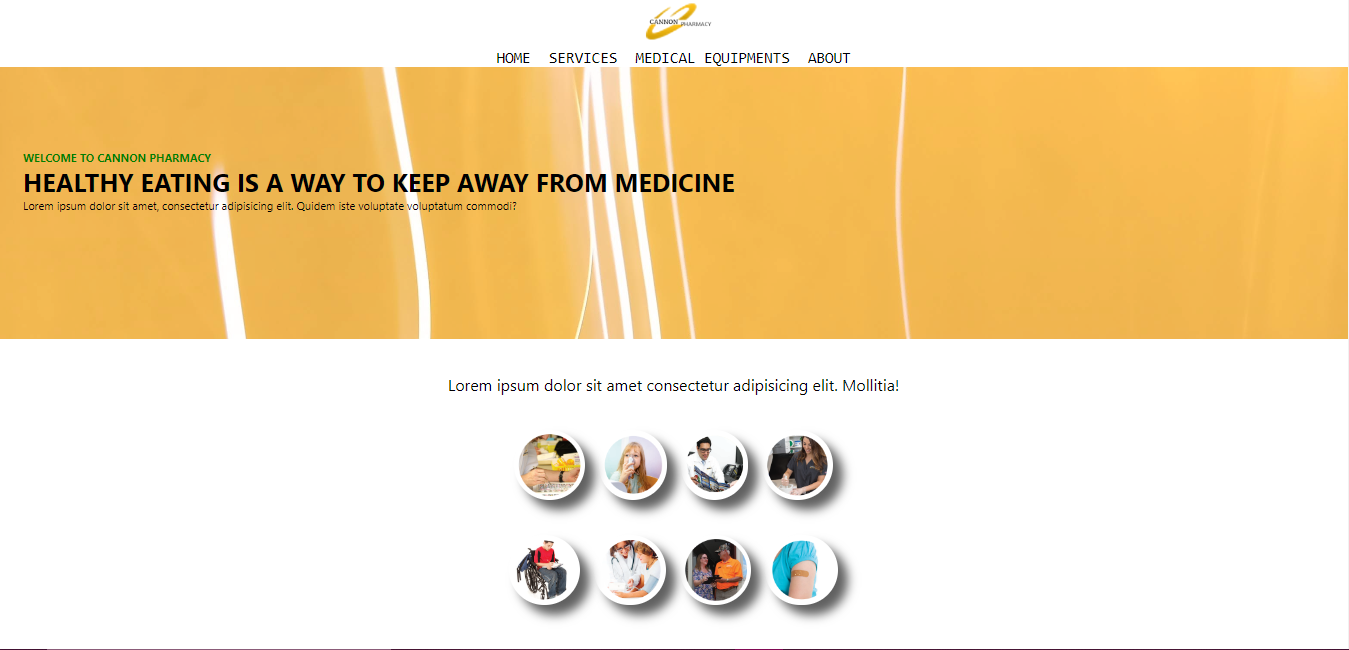 CANNON PHARMACY
HOME SERVICES MEDICAL EQUIPMENTS ABOUT
WELCOME TO CANNON PHARMACY
HEALTHY EATING IS A WAY TO KEEP AWAY FROM MEDICINE
Lorem ipsum dolor sit amet, consectetur adipisicing elit. Quidem iste voluptate voluptatum commodi?
Lorem ipsum dolor sit amet consectetur adipisicing elit. Mollitia!